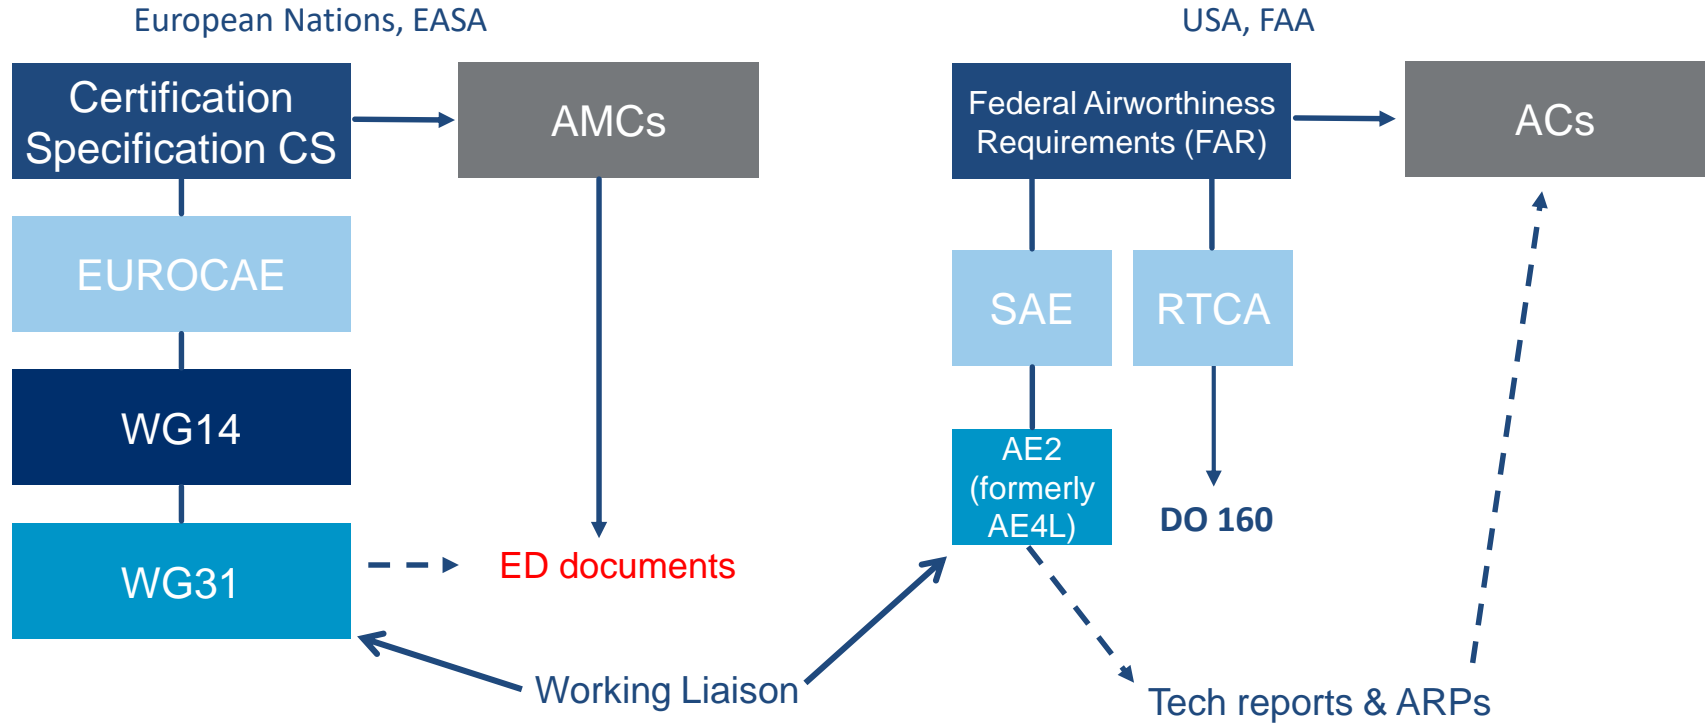 European Nations, EASA
Certification
Specification CS
AMCs
EUROCAE
WG14
WG31
ED documents
Working Liaison
USA, FAA
Federal Airworthiness
Requirements (FAR)
ACs
SAE
RTCA
AE2
(formerly
AE4L)
DO 160
Tech reports & ARPs